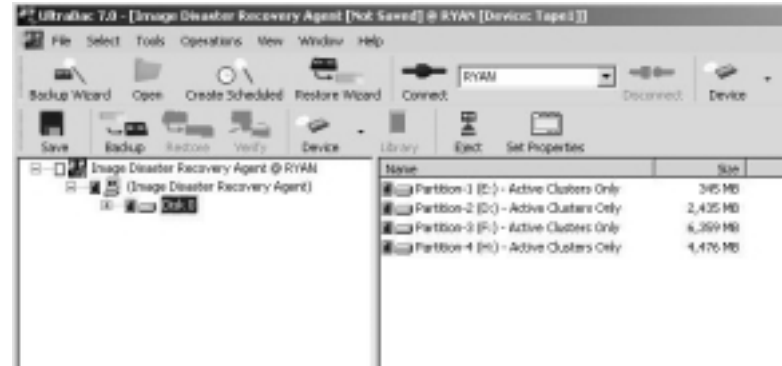 UltraBac 7.0 - [Image Disaster Recovery Agent [Not Saved] @ RYAN [Device: Tape1]]
File Select Tools Operations View Window Help
Backup Wizard Open Create Scheduled Restore Wizard Connect RYAN Disconnect Device
Save Backup Restore Verify Device Library Eject Set Properties
Image Disaster Recovery Agent @ RYAN
(Image Disaster Recovery Agent)
Disk 0
Name Size
Partition-1 (E:) - Active Clusters Only 345 MB
Partition-2 (D:) - Active Clusters Only 2,435 MB
Partition-3 (F:) - Active Clusters Only 6,359 MB
Partition-4 (H:) - Active Clusters Only 4,476 MB